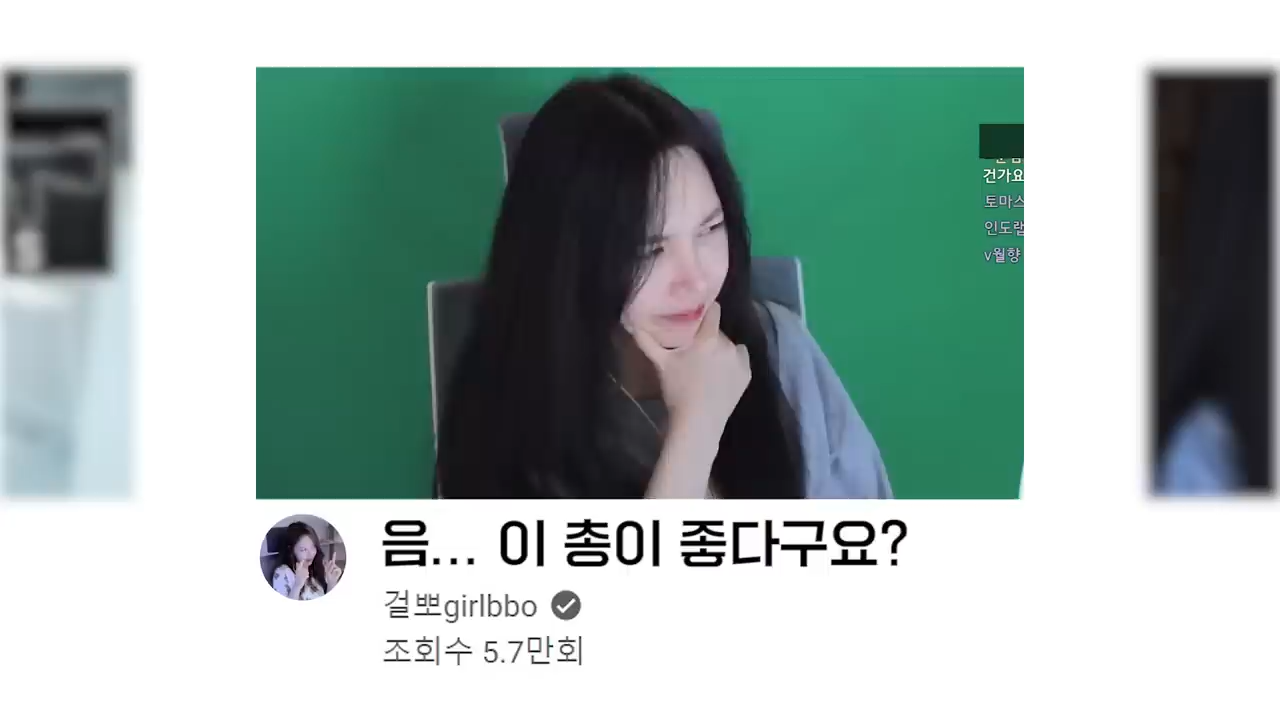 건가요
토마스
인도랍
v월향
음... 이 총이 좋다구요?
걸뽀girlbbo
조회수 5.7만회